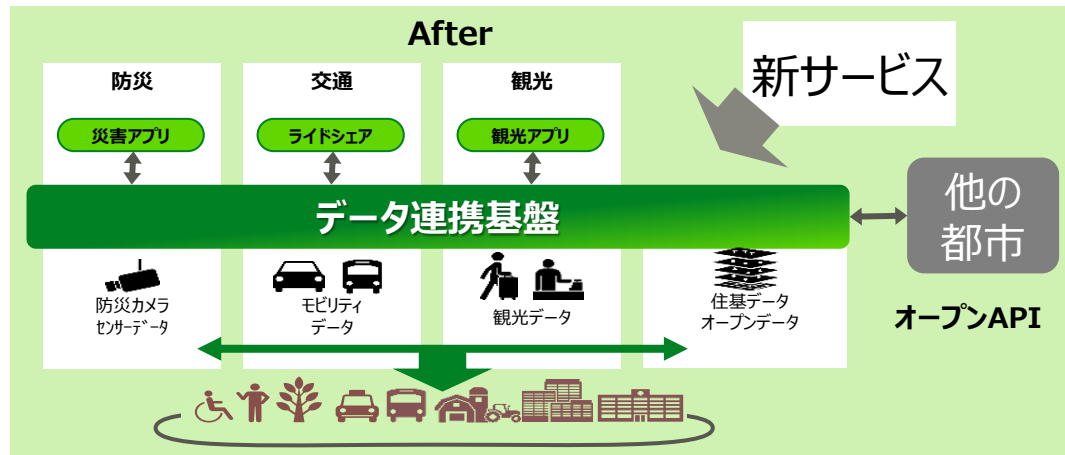 After
新サービス
防災
交通
観光
災害アプリ
ライドシェア
観光アプリ
データ連携基盤
他の
都市
防災カメラ
センサーデータ
モビリティ
データ
観光データ
住基データ
オープンデータ
オープンAPI